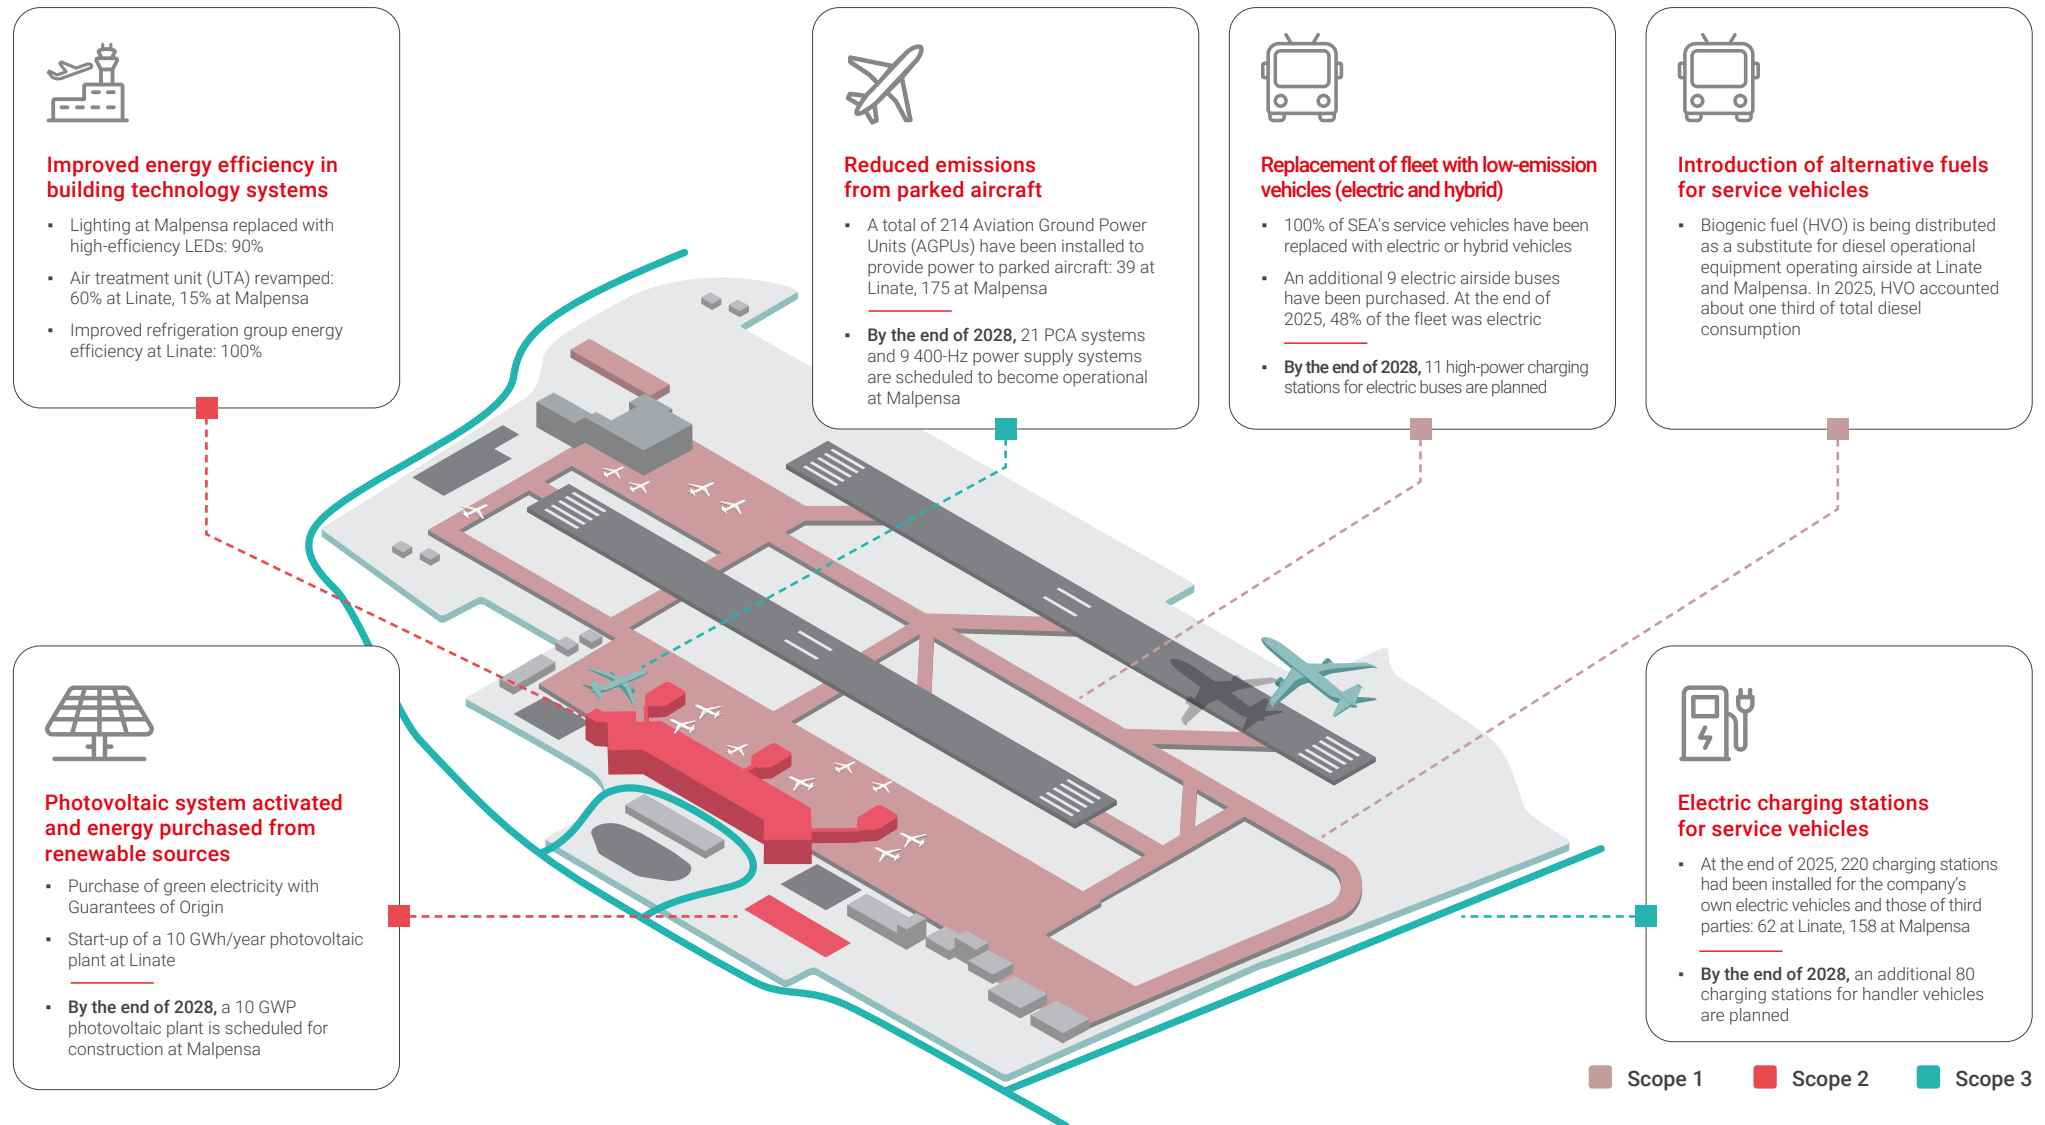 Improved energy efficiency in
building technology systems
▪ Lighting at Malpensa replaced with
high-efficiency LEDs: 90%
▪ Air treatment unit (UTA) revamped:
60% at Linate, 15% at Malpensa
▪ Improved refrigeration group energy
efficiency at Linate: 100%
Reduced emissions
from parked aircraft
▪ A total of 214 Aviation Ground Power
Units (AGPUs) have been installed to
provide power to parked aircraft: 39 at
Linate, 175 at Malpensa
▪ By the end of 2028, 21 PCA systems
and 9 400-Hz power supply systems
are scheduled to become operational
at Malpensa
Replacement of fleet with low-emission
vehicles (electric and hybrid)
▪ 100% of SEA's service vehicles have been
replaced with electric or hybrid vehicles
▪ An additional 9 electric airside buses
have been purchased. At the end of
2025, 48% of the fleet was electric
▪ By the end of 2028, 11 high-power charging
stations for electric buses are planned
Introduction of alternative fuels
for service vehicles
▪ Biogenic fuel (HVO) is being distributed
as a substitute for diesel operational
equipment operating airside at Linate
and Malpensa. In 2025, HVO accounted
about one third of total diesel
consumption
Photovoltaic system activated
and energy purchased from
renewable sources
▪ Purchase of green electricity with
Guarantees of Origin
▪ Start-up of a 10 GWh/year photovoltaic
plant at Linate
▪ By the end of 2028, a 10 GWP
photovoltaic plant is scheduled for
construction at Malpensa
Electric charging stations
for service vehicles
▪ At the end of 2025, 220 charging stations
had been installed for the company's
own electric vehicles and those of third
parties: 62 at Linate, 158 at Malpensa
▪ By the end of 2028, an additional 80
charging stations for handler vehicles
are planned
Scope 1
Scope 2
Scope 3